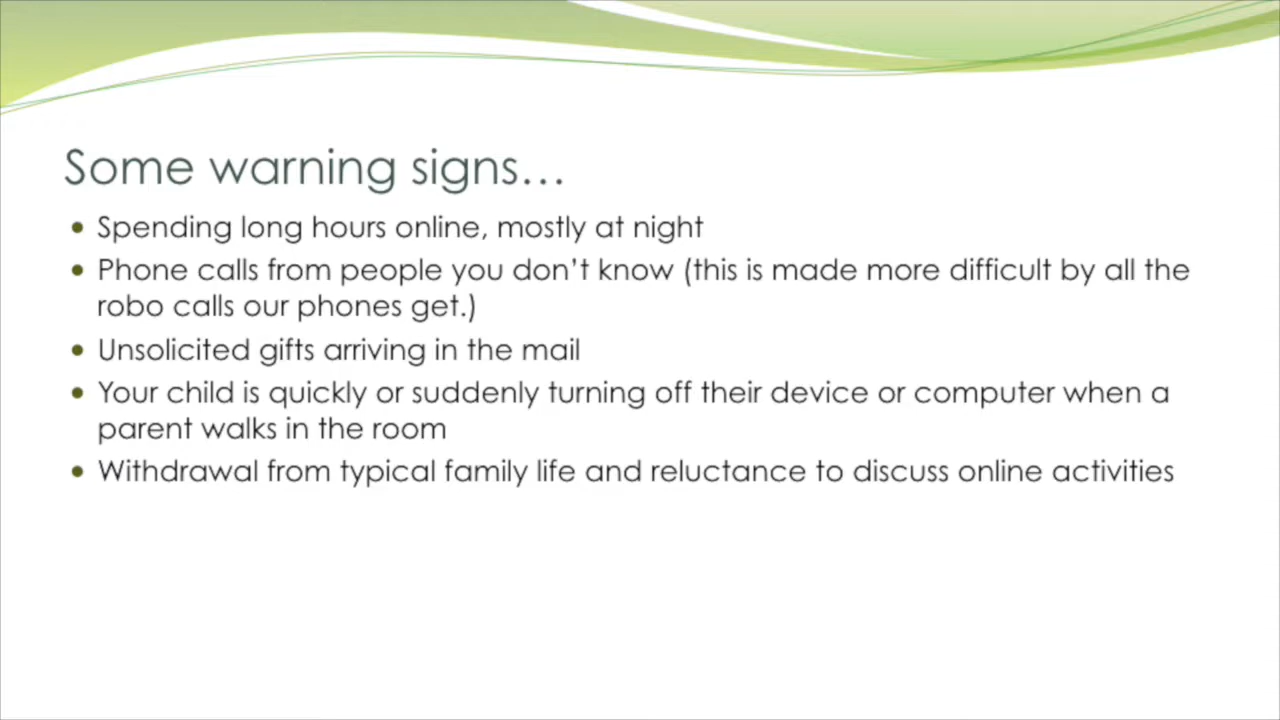 Some warning signs…
• Spending long hours online, mostly at night
• Phone calls from people you don’t know (this is made more difficult by all the
robo calls our phones get.)
• Unsolicited gifts arriving in the mail
• Your child is quickly or suddenly turning off their device or computer when a
parent walks in the room
• Withdrawal from typical family life and reluctance to discuss online activities